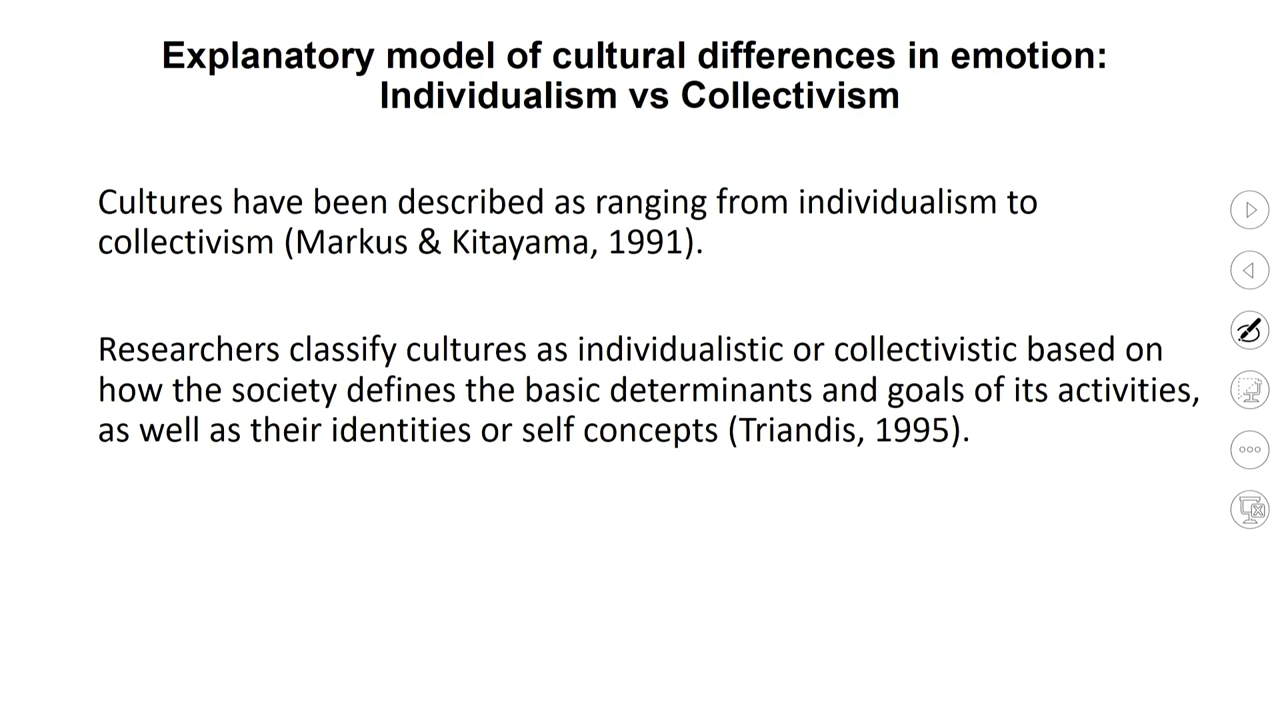 Explanatory model of cultural differences in emotion:
Individualism vs Collectivism
Cultures have been described as ranging from individualism to
collectivism (Markus & Kitayama, 1991).
Researchers classify cultures as individualistic or collectivistic based on
how the society defines the basic determinants and goals of its activities,
as well as their identities or self concepts (Triandis, 1995).